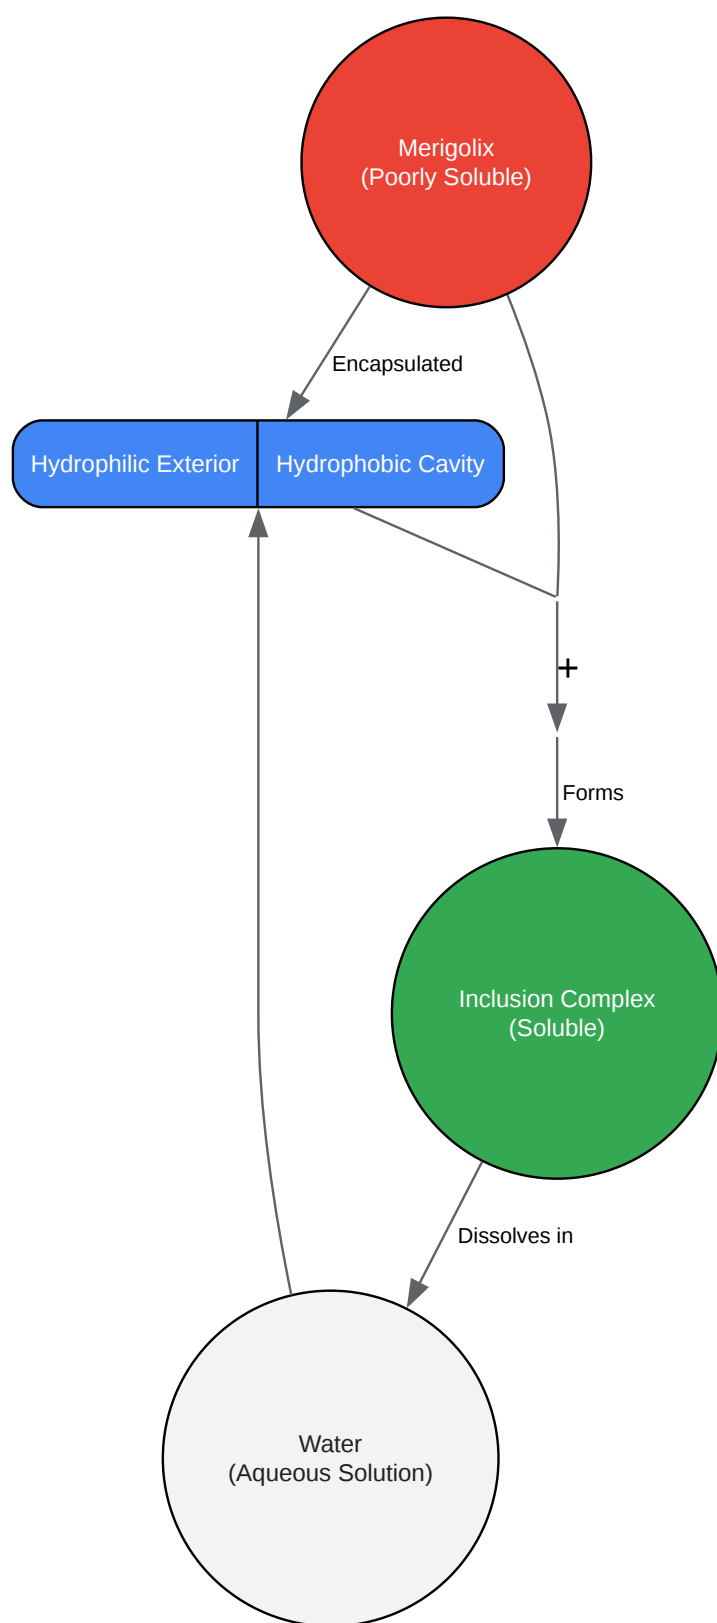 Merigolix
(Poorly Soluble)
Encapsulated
Hydrophilic Exterior
Hydrophobic Cavity
+
Forms
Inclusion Complex
(Soluble)
Dissolves in
Water
(Aqueous Solution)